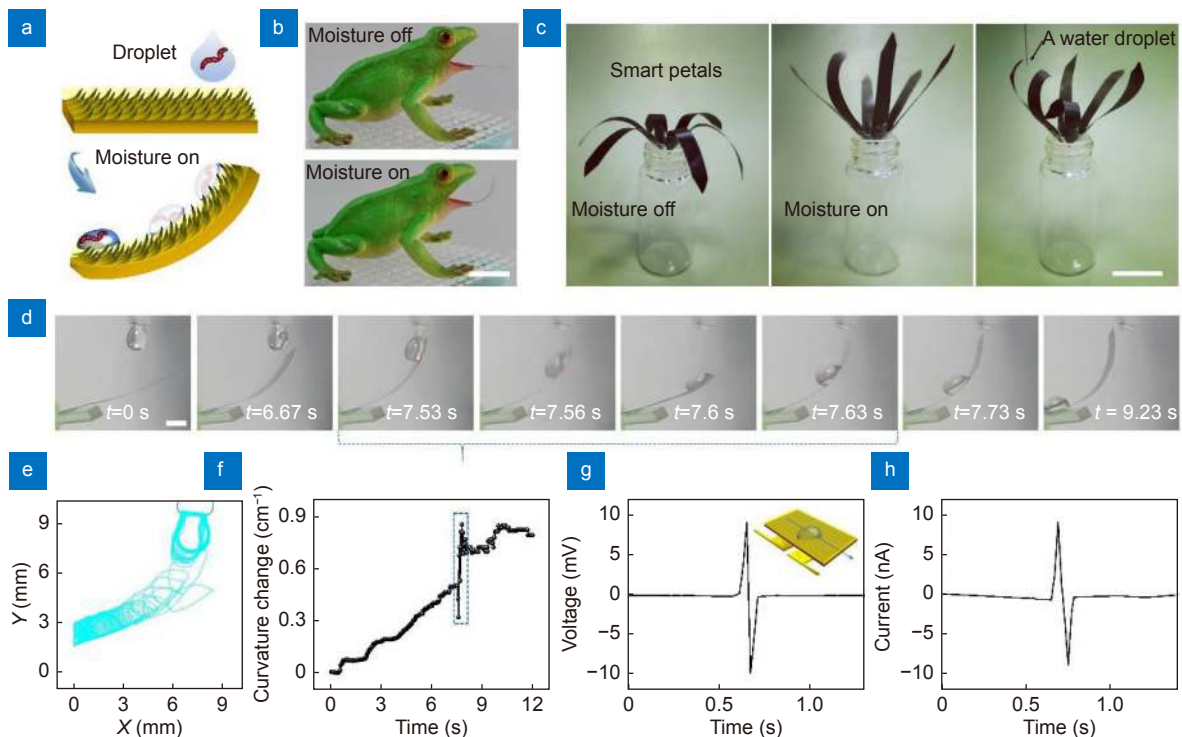 a
Droplet
Moisture on
b
Moisture off
Moisture on
c
Smart petals
Moisture off
Moisture on
A water droplet
d
t=0 s
t=6.67 s
t=7.53 s
t=7.56 s
t=7.6 s
t=7.63 s
t=7.73 s
t = 9.23 s
e
9
6
3
0
Y (mm)
0 3 6 9
X (mm)
f
0.9
0.6
0.3
0
Curvature change (cm⁻¹)
0 3 6 9 12
Time (s)
g
10
5
0
−5
−10
Voltage (mV)
0 0.5 1.0
Time (s)
h
10
5
0
−5
−10
Current (nA)
0 0.5 1.0
Time (s)